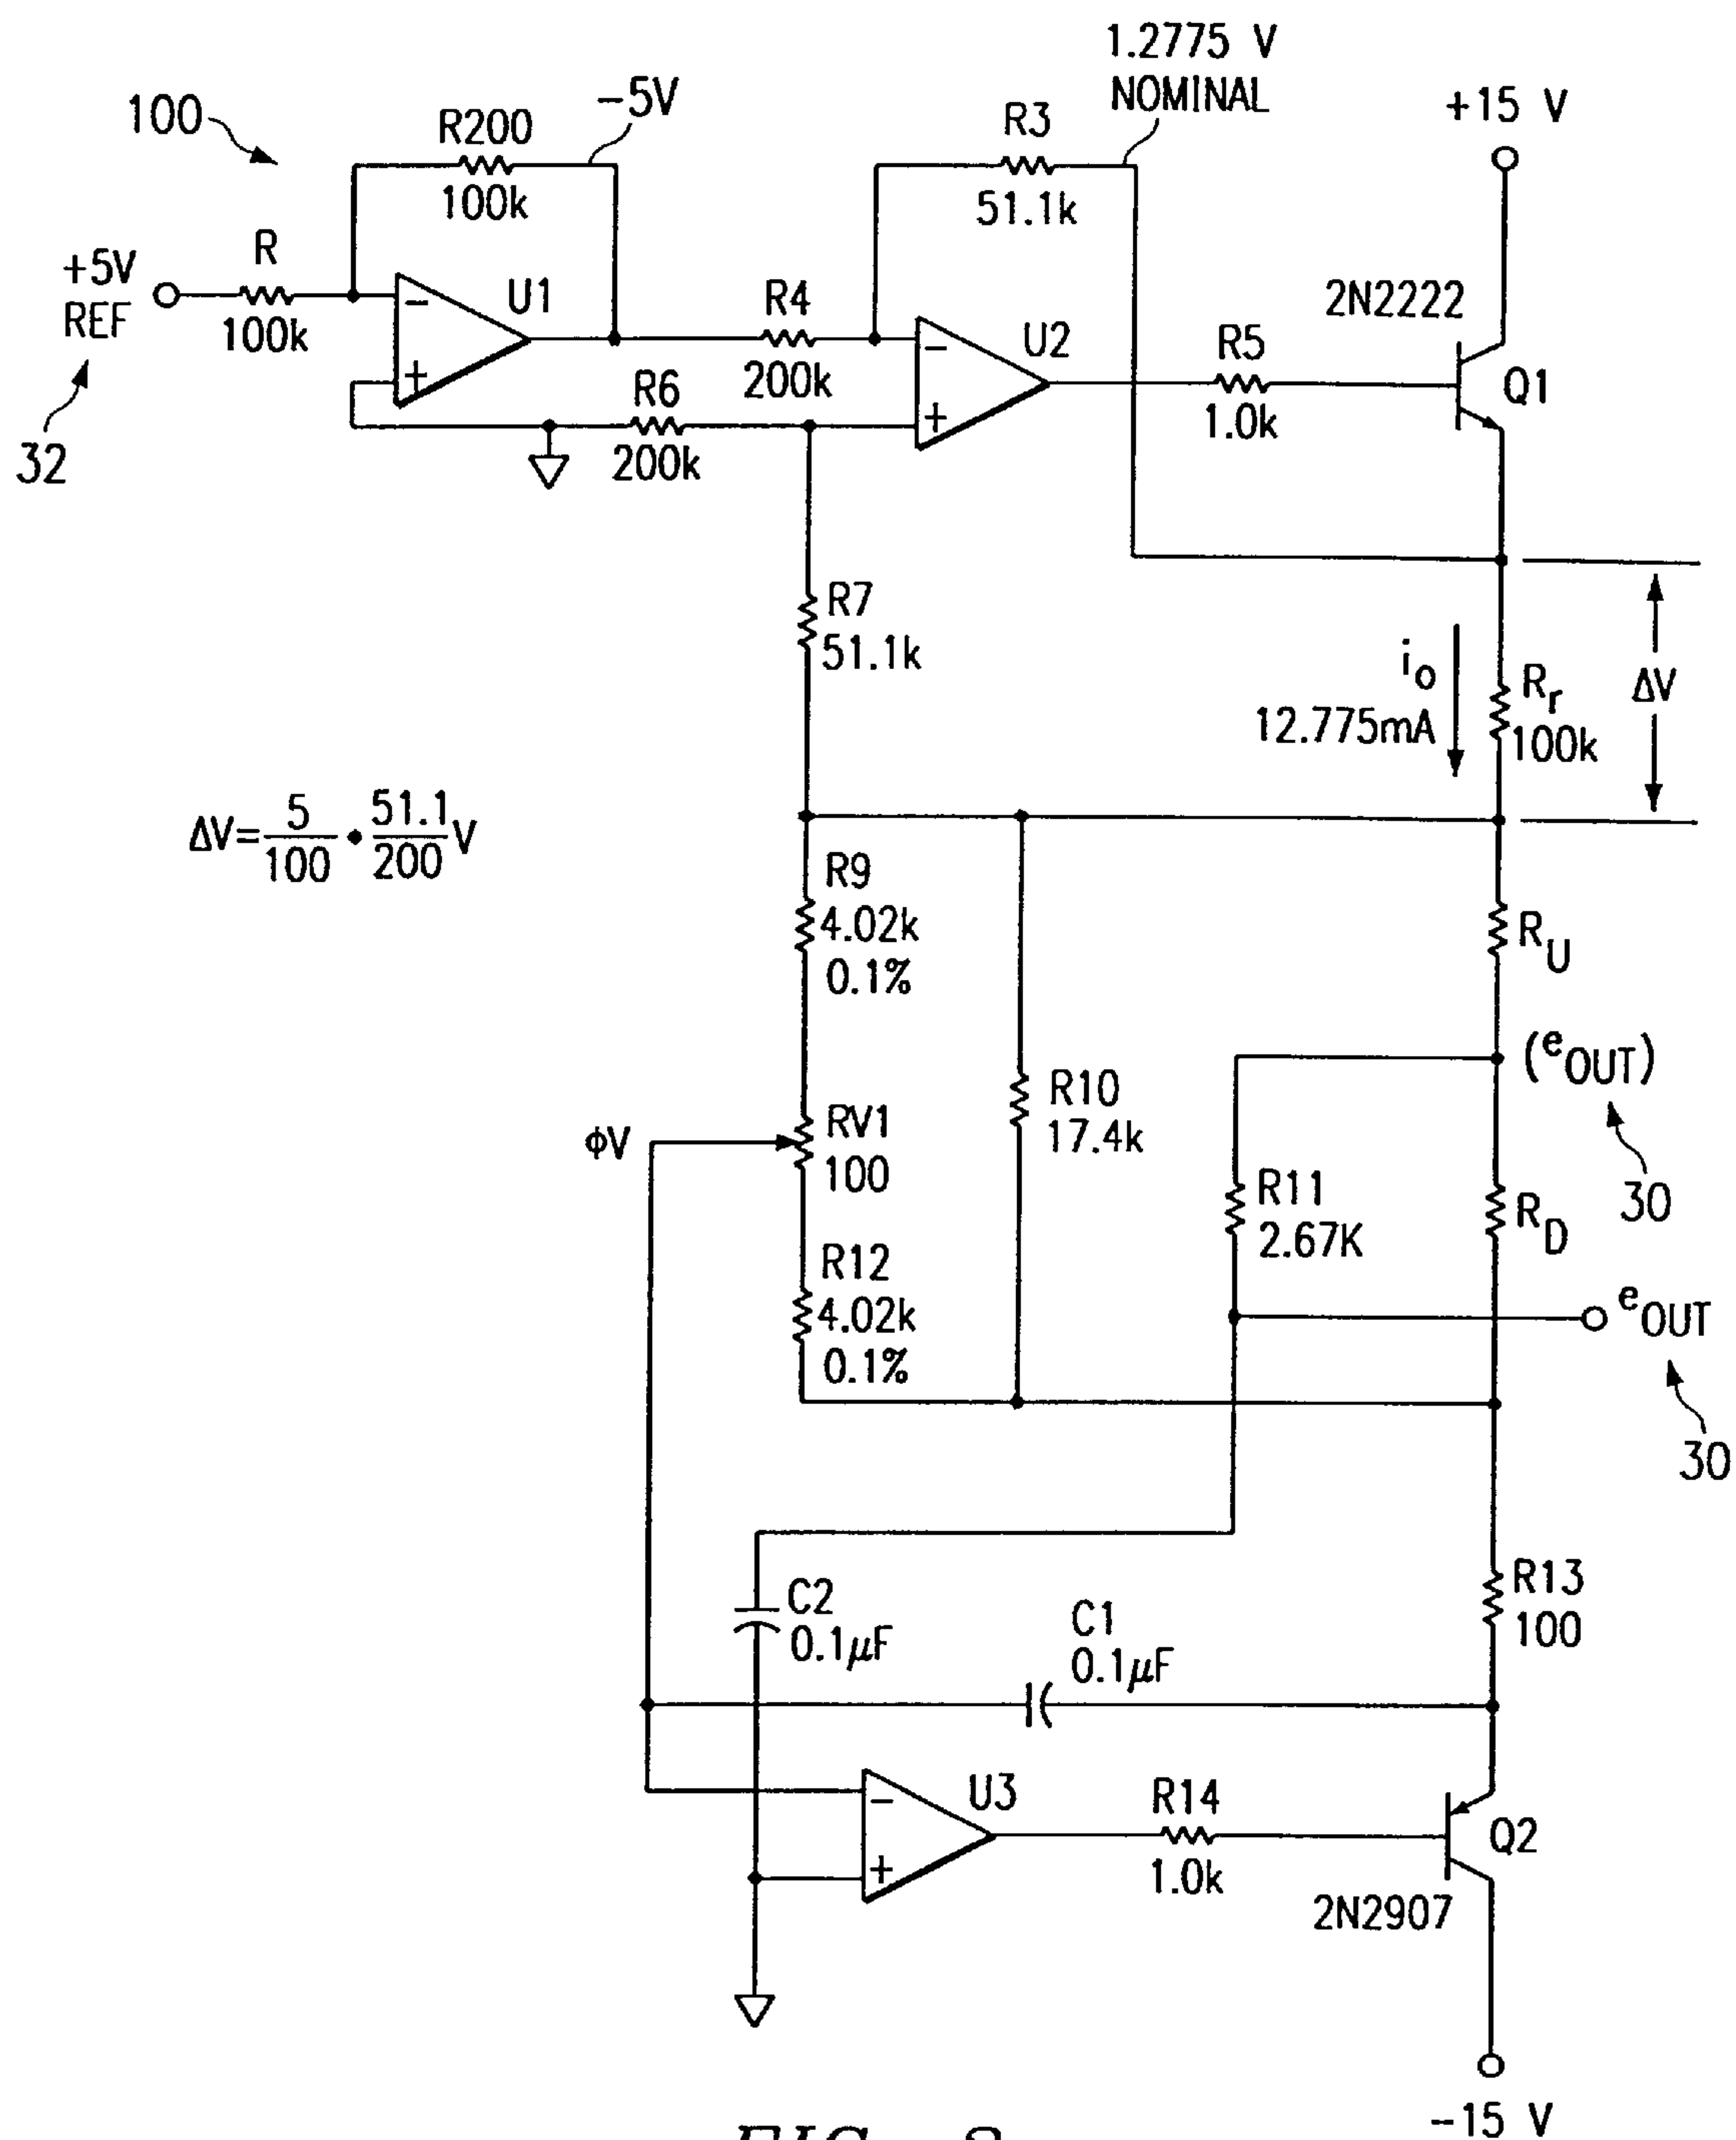 1.2775 V
NOMINAL
+15 V
100
R200
100k
-5V
R3
51.1k
+5V
REF
R
100k
32
−
+
U1
R4
200k
R6
200k
−
+
U2
R5
1.0k
2N2222
Q1
R7
51.1k
i_o
12.775mA
R_r
100k
ΔV
ΔV=5/100 • 51.1/200 V
R9
4.02k
0.1%
R_U
(e_OUT)
30
R10
17.4k
ϕV
RV1
100
R11
2.67K
R_D
R12
4.02k
0.1%
e_OUT
30
R13
100
C2
0.1μF
C1
0.1μF
−
+
U3
R14
1.0k
Q2
2N2907
-15 V